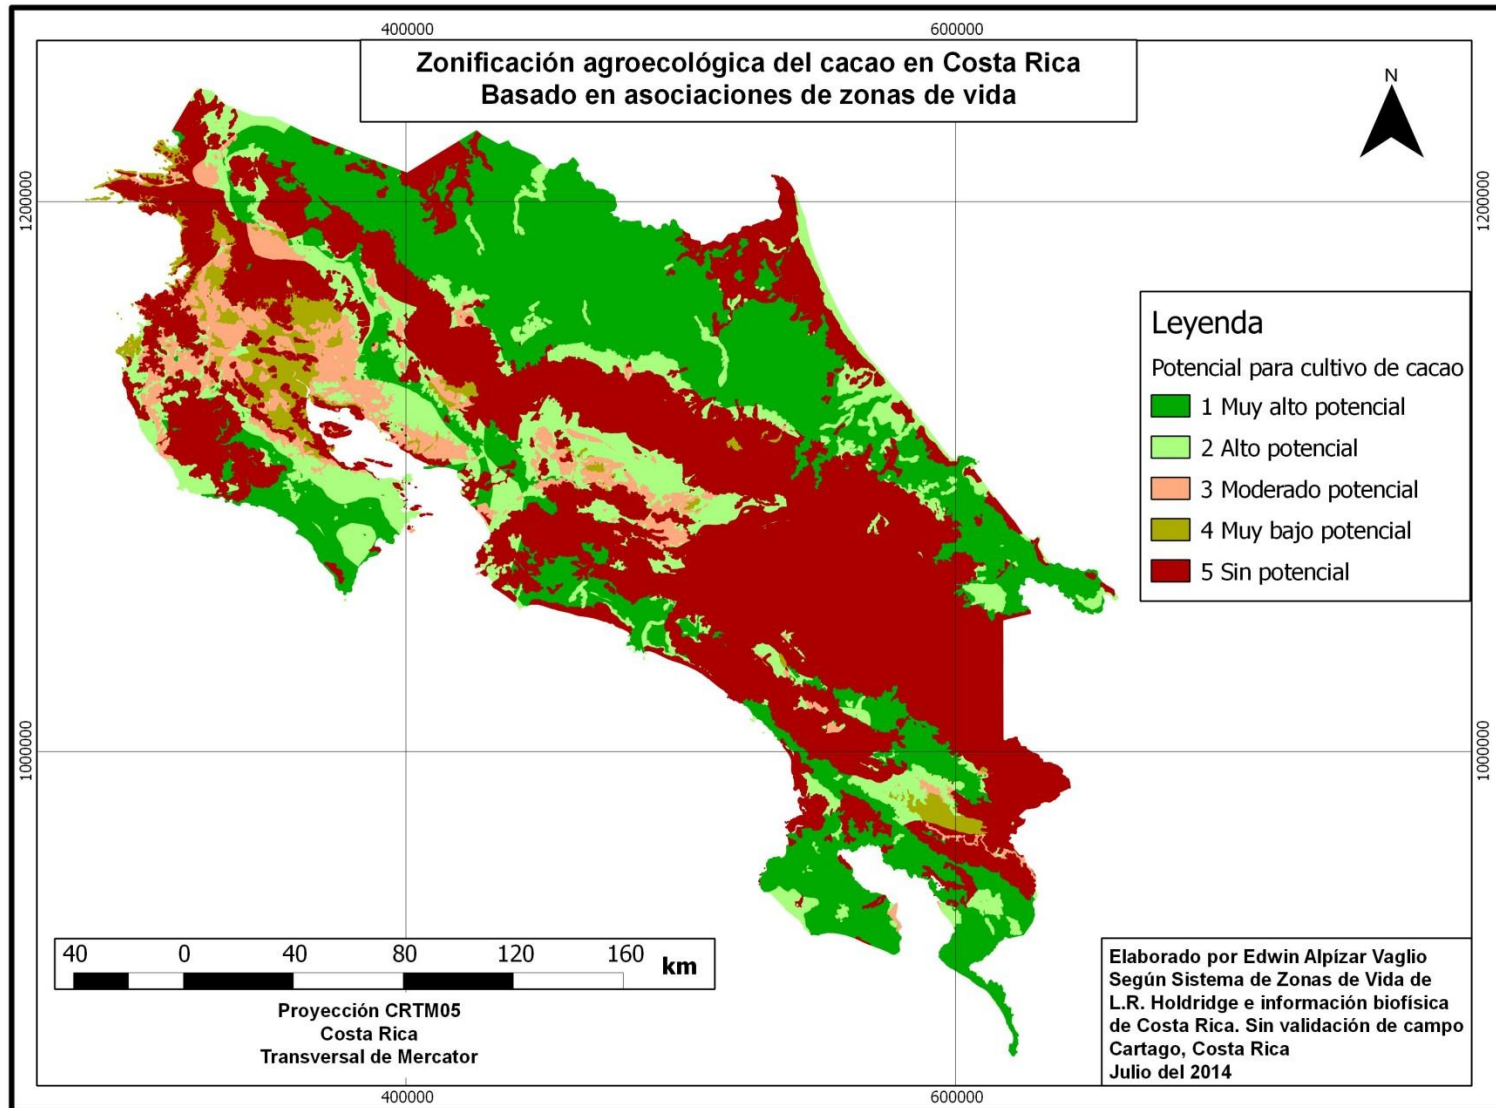 400000
600000
Zonificación agroecológica del cacao en Costa Rica
Basado en asociaciones de zonas de vida
N
1200000
1200000
Leyenda
Potencial para cultivo de cacao
1 Muy alto potencial
2 Alto potencial
3 Moderado potencial
4 Muy bajo potencial
5 Sin potencial
1000000
1000000
40 0 40 80 120 160 km
Proyección CRTM05
Costa Rica
Transversal de Mercator
Elaborado por Edwin Alpízar Vaglio
Según Sistema de Zonas de Vida de
L.R. Holdridge e información biofísica
de Costa Rica. Sin validación de campo
Cartago, Costa Rica
Julio del 2014
400000
600000